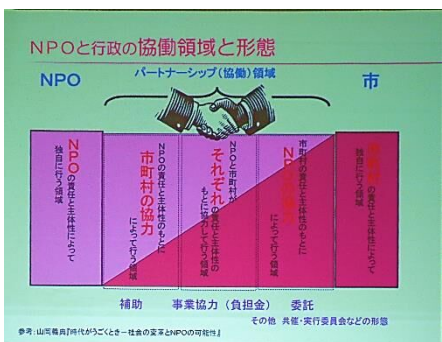 NPOと行政の協働領域と形態
パートナーシップ(協働)領域
NPO
市
NPOの責任と主体性によって
独自に行う領域
NPOの責任と主体性のもとに
市町村の協力
によって行う領域
NPOと市町村が
それぞれの責任と主体性の
もとに協力して行う領域
市町村の責任と主体性のもとに
NPOの協力
によって行う領域
の責任と主体性によって
独自に行う領域
補助
事業協力(負担金)
委託
その他 共催・実行委員会などの形態
参考:山岡義典『時代がうごくとき-社会の変革とNPOの可能性』